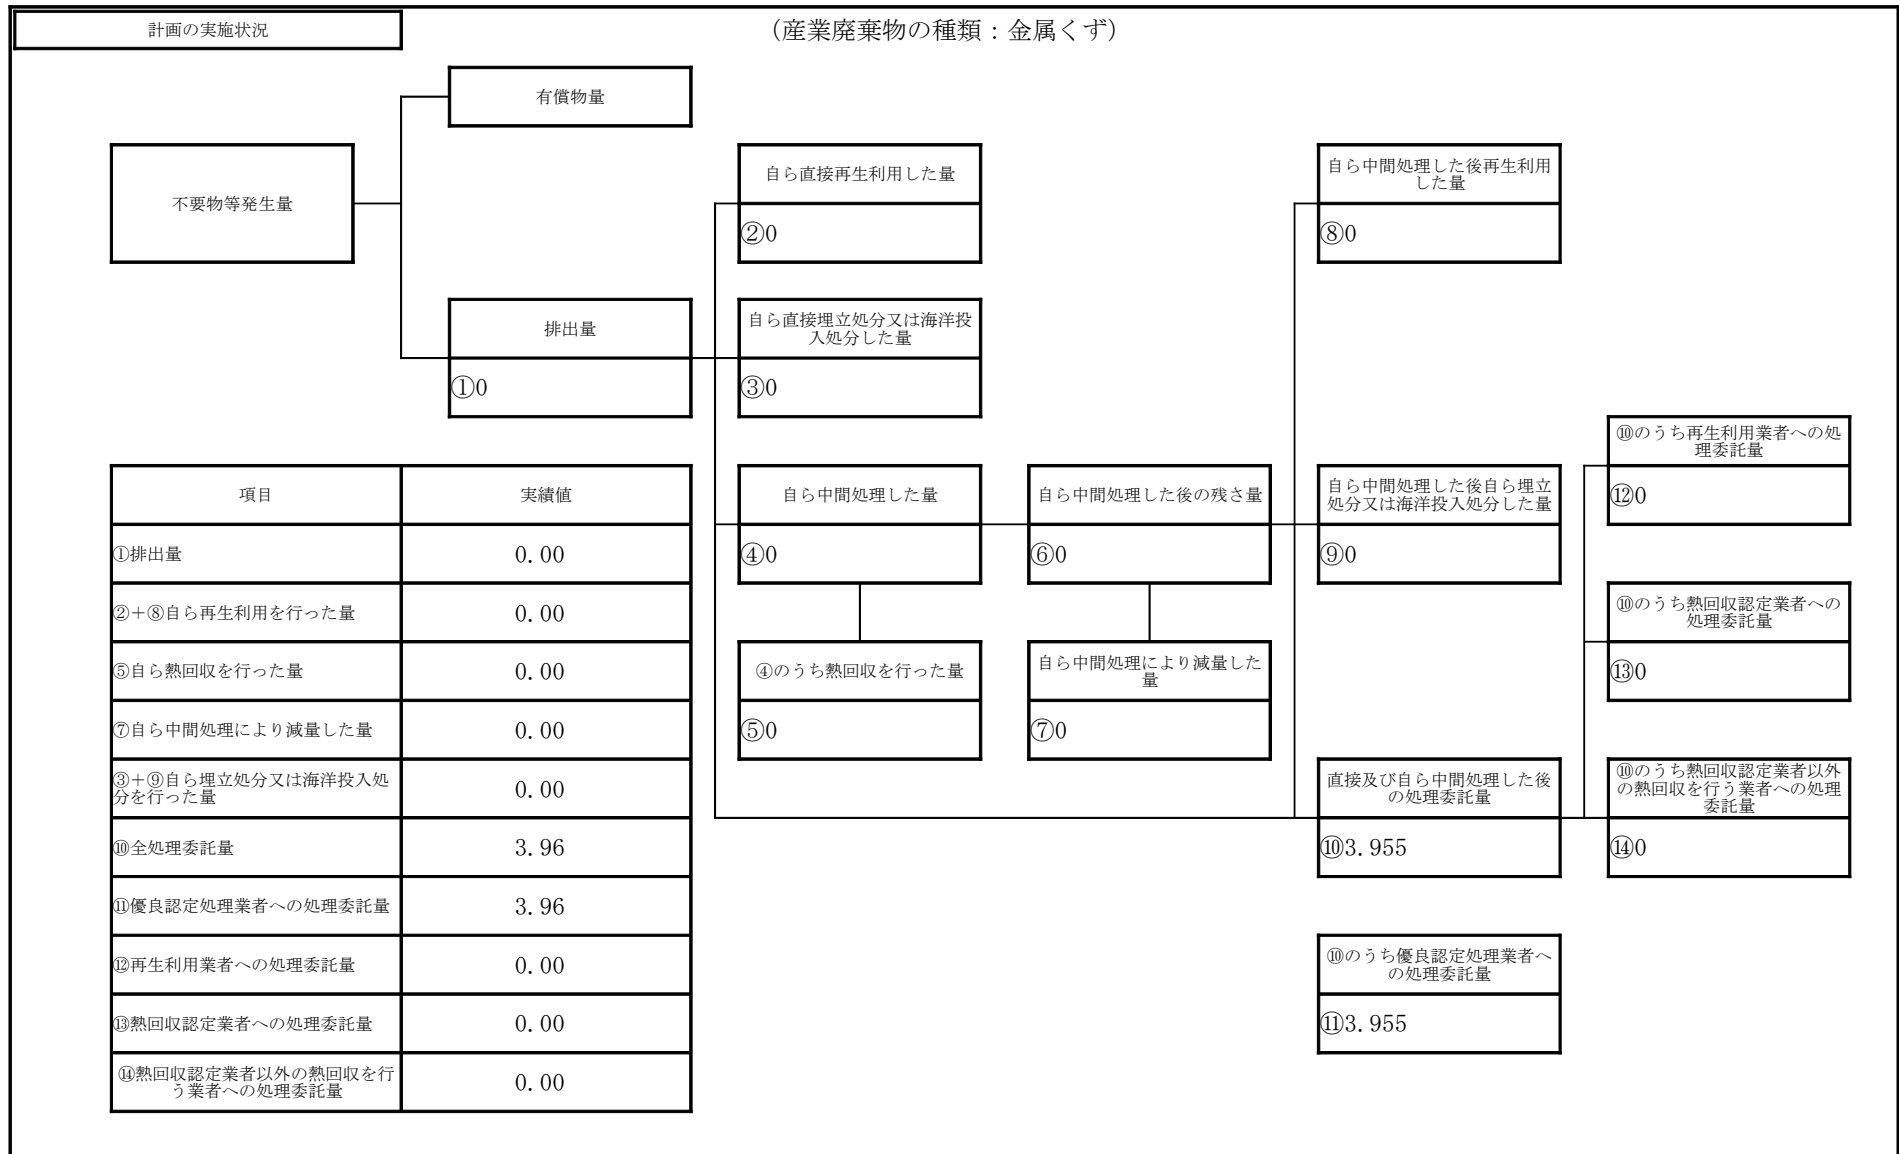 計画の実施状況
（産業廃棄物の種類：金属くず）
有償物量
不要物等発生量
自ら直接再生利用した量
②0
自ら中間処理した後再生利用
した量
⑧0
排出量
①0
自ら直接埋立処分又は海洋投
入処分した量
③0
⑩のうち再生利用業者への処
理委託量
⑫0
自ら中間処理した量
④0
自ら中間処理した後の残さ量
⑥0
自ら中間処理した後自ら埋立
処分又は海洋投入処分した量
⑨0
⑩のうち熱回収認定業者への
処理委託量
⑬0
④のうち熱回収を行った量
⑤0
自ら中間処理により減量した
量
⑦0
直接及び自ら中間処理した後
の処理委託量
⑩3.955
⑩のうち熱回収認定業者以外
の熱回収を行う業者への処理
委託量
⑭0
⑩のうち優良認定処理業者へ
の処理委託量
⑪3.955
項目 実績値
①排出量 0.00
②＋⑧自ら再生利用を行った量 0.00
⑤自ら熱回収を行った量 0.00
⑦自ら中間処理により減量した量 0.00
③＋⑨自ら埋立処分又は海洋投入処
分を行った量 0.00
⑩全処理委託量 3.96
⑪優良認定処理業者への処理委託量 3.96
⑫再生利用業者への処理委託量 0.00
⑬熱回収認定業者への処理委託量 0.00
⑭熱回収認定業者以外の熱回収を行
う業者への処理委託量 0.00